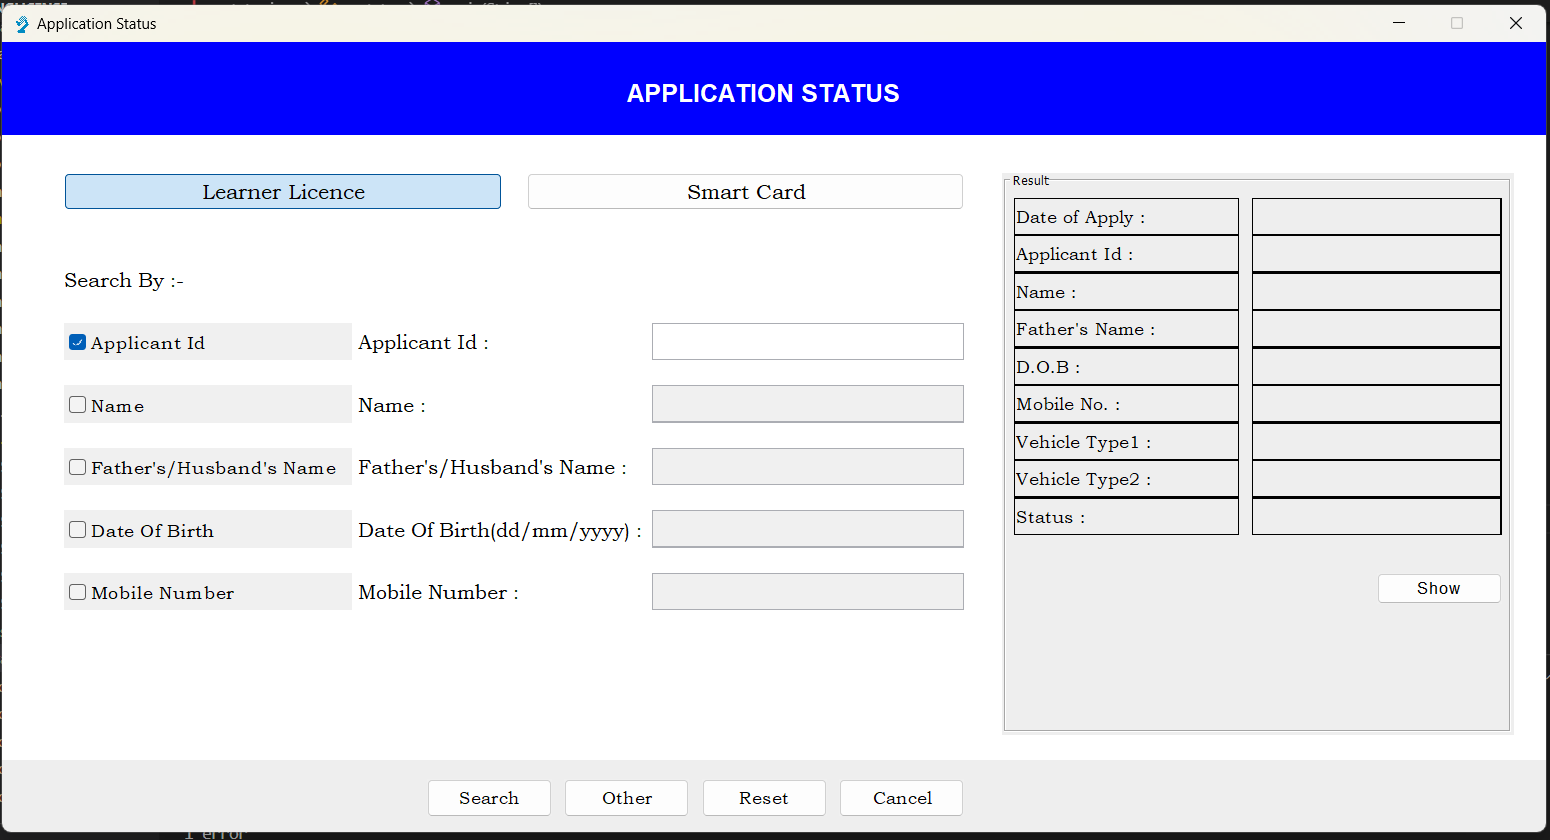 Application Status
APPLICATION STATUS
Learner Licence
Smart Card
Search By :-
Applicant Id
Applicant Id :
Name
Name :
Father's/Husband's Name
Father's/Husband's Name :
Date Of Birth
Date Of Birth(dd/mm/yyyy) :
Mobile Number
Mobile Number :
Result
Date of Apply :
Applicant Id :
Name :
Father's Name :
D.O.B :
Mobile No. :
Vehicle Type1 :
Vehicle Type2 :
Status :
Show
Search
Other
Reset
Cancel
1 error